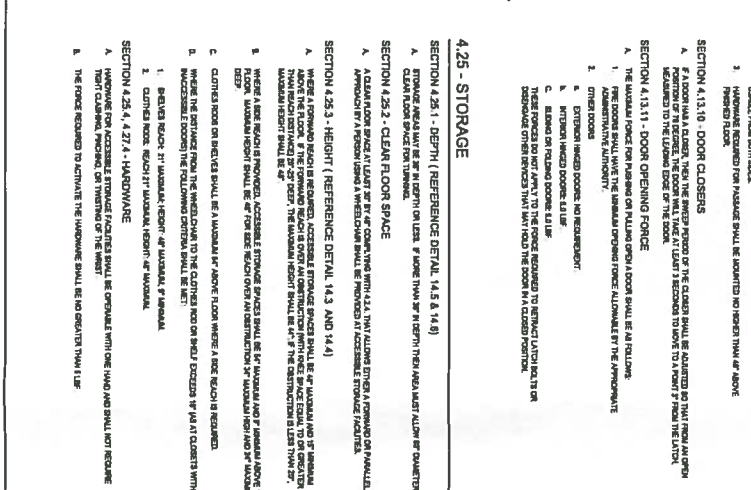 3. HARDWARE REQUIRED FOR PASSAGE SHALL BE MOUNTED NO HIGHER THAN 48" ABOVE
FINISHED FLOOR.
SECTION 4.13.10 - DOOR CLOSERS
A. IF A DOOR HAS A CLOSER, THEN THE SWEEP PERIOD OF THE CLOSER SHALL BE ADJUSTED SO THAT FROM AN OPEN
POSITION OF 70 DEGREES, THE DOOR WILL TAKE AT LEAST 3 SECONDS TO MOVE TO A POINT 3" FROM THE LATCH,
MEASURED TO THE LEADING EDGE OF THE DOOR.
SECTION 4.13.11 - DOOR OPENING FORCE
A. THE MAXIMUM FORCE FOR PUSHING OR PULLING OPEN A DOOR SHALL BE AS FOLLOWS:
1. FIRE DOORS SHALL HAVE THE MINIMUM OPENING FORCE ALLOWABLE BY THE APPROPRIATE
ADMINISTRATIVE AUTHORITY.
2. OTHER DOORS
EXTERIOR HINGED DOORS: NO REQUIREMENT.
B. INTERIOR HINGED DOORS: 5.0 LBF.
C. SLIDING OR FOLDING DOORS: 5.0 LBF.
THESE FORCES DO NOT APPLY TO THE FORCE REQUIRED TO RETRACT LATCH BOLTS OR
DISENGAGE OTHER DEVICES THAT MAY HOLD THE DOOR IN A CLOSED POSITION.
4.25 - STORAGE
SECTION 4.25.1 - DEPTH ( REFERENCE DETAIL 14.5 & 14.6)
A. STORAGE AREAS MAY BE IN DEPTH OR LESS. IF MORE THAN IN DEPTH THEN AREA MUST ALLOW 60" DIAMETER
CLEAR FLOOR SPACE FOR TURNING.
SECTION 4.25.2 - CLEAR FLOOR SPACE
A. A CLEAR FLOOR SPACE AT LEAST 30" BY 48" COMPLYING WITH 4.2.4, THAT ALLOWS EITHER A FORWARD OR PARALLEL
APPROACH BY A PERSON USING A WHEELCHAIR SHALL BE PROVIDED AT ACCESSIBLE STORAGE FACILITIES.
SECTION 4.25.3 - HEIGHT ( REFERENCE DETAIL 14.3 AND 14.4)
A. WHERE A FORWARD REACH IS REQUIRED, ACCESSIBLE STORAGE SPACES SHALL BE 48" MAXIMUM AND 15" MINIMUM
ABOVE THE FLOOR. IF THE FORWARD REACH IS OVER AN OBSTRUCTION (WITH KNEE SPACE EQUAL TO OR GREATER
THAN REACH DISTANCE) 20"-25" DEEP, THE MAXIMUM HEIGHT SHALL BE 44". IF THE OBSTRUCTION IS LESS THAN 20",
MAXIMUM HEIGHT SHALL BE 48".
B. WHERE A SIDE REACH IS PROVIDED, ACCESSIBLE STORAGE SPACES SHALL BE 54" MAXIMUM AND 9" MINIMUM ABOVE
FLOOR. MAXIMUM HEIGHT SHALL BE 46" FOR SIDE REACH OVER AN OBSTRUCTION 34" MAXIMUM HIGH AND 24" MAXIMUM
DEEP.
C. CLOTHES RODS OR SHELVES SHALL BE A MAXIMUM 54" ABOVE FLOOR WHERE A SIDE REACH IS REQUIRED.
D. WHERE THE DISTANCE FROM THE WHEELCHAIR TO THE CLOTHES ROD OR SHELF EXCEEDS 10" (AS AT CLOSETS WITH
INACCESSIBLE DOORS) THE FOLLOWING CRITERIA SHALL BE MET:
1. SHELVES REACH: 21" MAXIMUM; HEIGHT: 48" MAXIMUM, 9" MINIMUM.
2. CLOTHES RODS: REACH 21" MAXIMUM, HEIGHT: 48" MAXIMUM.
SECTION 4.25.4, 4.27.4 - HARDWARE
A. HARDWARE FOR ACCESSIBLE STORAGE FACILITIES SHALL BE OPERABLE WITH ONE HAND AND SHALL NOT REQUIRE
TIGHT GRASPING, PINCHING, OR TWISTING OF THE WRIST.
B. THE FORCE REQUIRED TO ACTIVATE THE HARDWARE SHALL BE NO GREATER THAN 5 LBF.